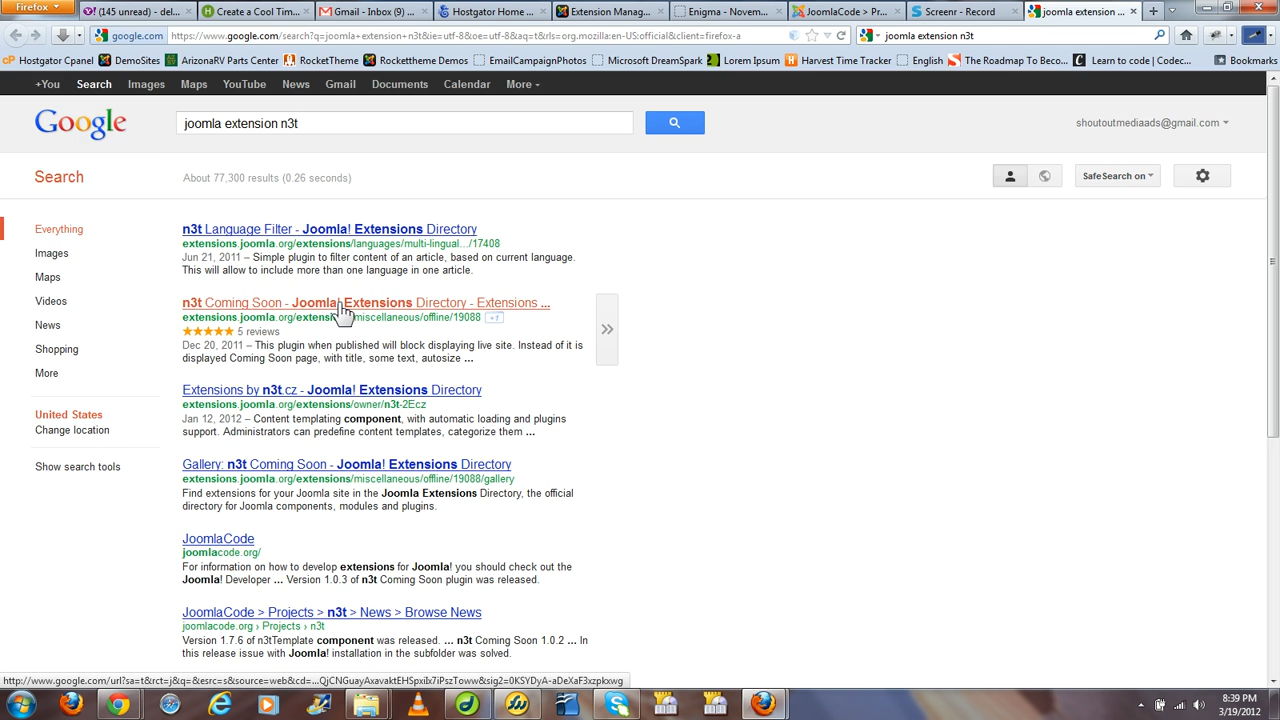 Firefox
(145 unread) - del...
Create a Cool Tim...
Gmail - Inbox (9) ...
Hostgator Home ...
Extension Manag...
Enigma - Novemb...
JoomlaCode > Pr...
Screenr - Record
joomla extension ...
google.com
https://www.google.com/search?q=joomla+extension+n3t&ie=utf-8&oe=utf-8&aq=t&rls=org.mozilla:en-US:official&client=firefox-a
joomla extension n3t
Hostgator Cpanel
DemoSites
ArizonaRV Parts Center
RocketTheme
Rockettheme Demos
EmailCampaignPhotos
Microsoft DreamSpark
Lorem Ipsum
Harvest Time Tracker
English
The Roadmap To Beco...
Learn to code | Codec...
Bookmarks
+You Search Images Maps YouTube News Gmail Documents Calendar More
Google
joomla extension n3t
shoutoutmediaads@gmail.com
Search
About 77,300 results (0.26 seconds)
SafeSearch on
Everything
Images
Maps
Videos
News
Shopping
More
United States
Change location
Show search tools
n3t Language Filter - Joomla! Extensions Directory
extensions.joomla.org/extensions/languages/multi-lingual.../17408
Jun 21, 2011 – Simple plugin to filter content of an article, based on current language.
This will allow to include more than one language in one article.
n3t Coming Soon - Joomla! Extensions Directory - Extensions ...
miscellaneous/offline/19088 +1
5 reviews
Dec 20, 2011 – This plugin when published will block displaying live site. Instead of it is
displayed Coming Soon page, with title, some text, autosize ...
Extensions by n3t.cz - Joomla! Extensions Directory
extensions.joomla.org/extensions/owner/n3t-2Ecz
Jan 12, 2012 – Content templating component, with automatic loading and plugins
support. Administrators can predefine content templates, categorize them ...
Gallery: n3t Coming Soon - Joomla! Extensions Directory
extensions.joomla.org/extensions/miscellaneous/offline/19088/gallery
Find extensions for your Joomla site in the Joomla Extensions Directory, the official
directory for Joomla components, modules and plugins.
JoomlaCode
joomlacode.org/
For information on how to develop extensions for Joomla! you should check out the
Joomla! Developer ... Version 1.0.3 of n3t Coming Soon plugin was released.
JoomlaCode > Projects > n3t > News > Browse News
joomlacode.org › Projects › n3t
Version 1.7.6 of n3tTemplate component was released. ... n3t Coming Soon 1.0.2 ... In
this release issue with Joomla! installation in the subfolder was solved.
8:39 PM
3/19/2012